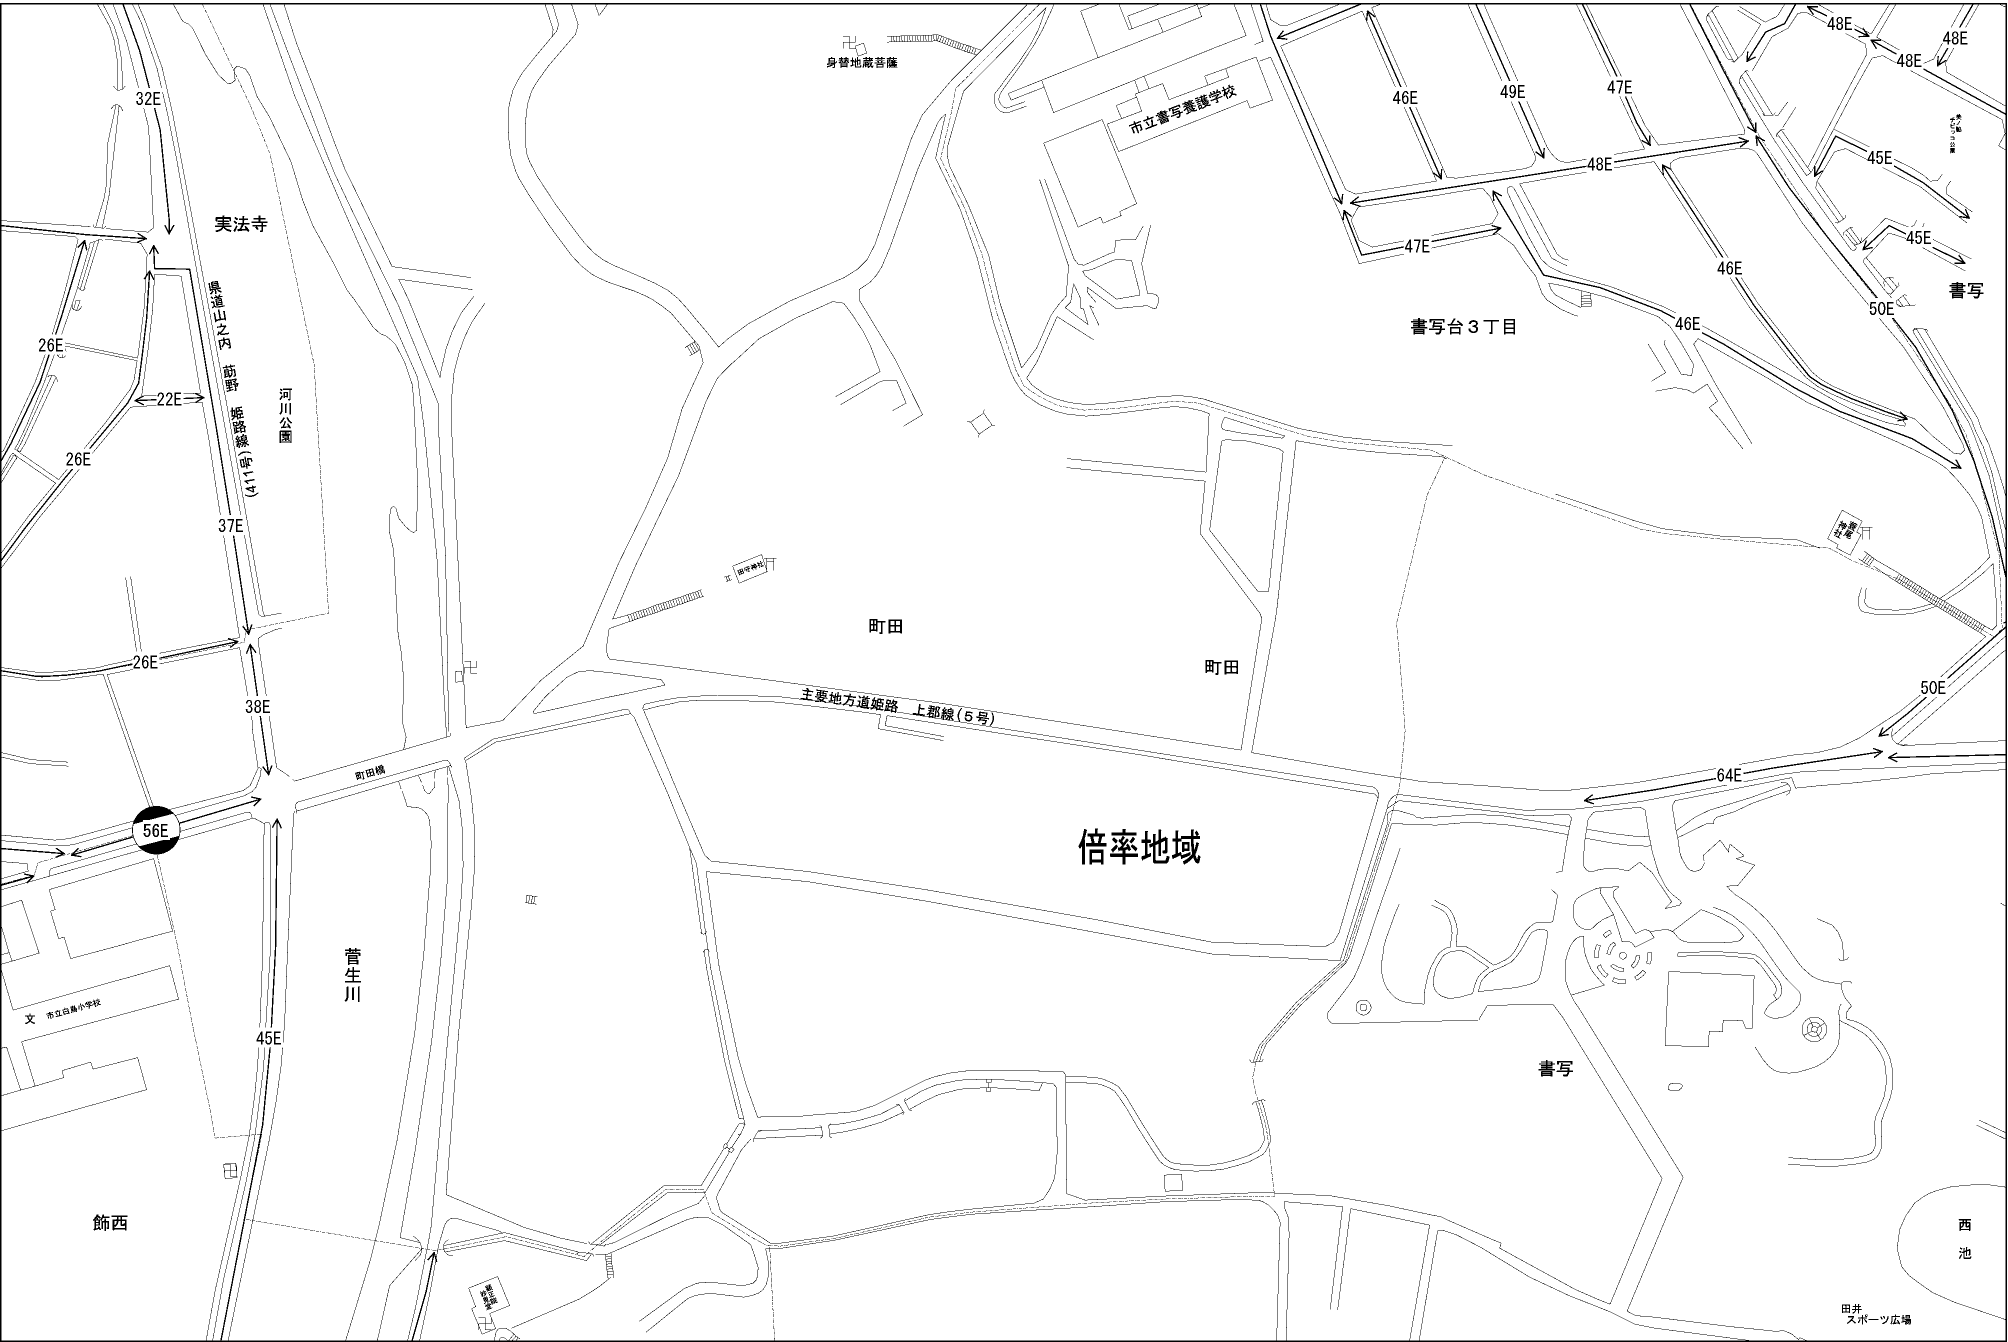 48E
48E
48E
身替地蔵菩薩
32E
46E
49E
47E
市立書写養護学校
48E
45E
実法寺
47E
45E
46E
書写
県道山之内　莇野　姫路線(411号)
50E
書写台３丁目
46E
26E
22E
河川公園
26E
37E
田守神社
町田
26E
町田
38E
主要地方道姫路　上郡線(５号)
50E
町田橋
64E
56E
倍率地域
菅生川
文
市立白鳥小学校
45E
書写
飾西
西池
田井
スポーツ広場